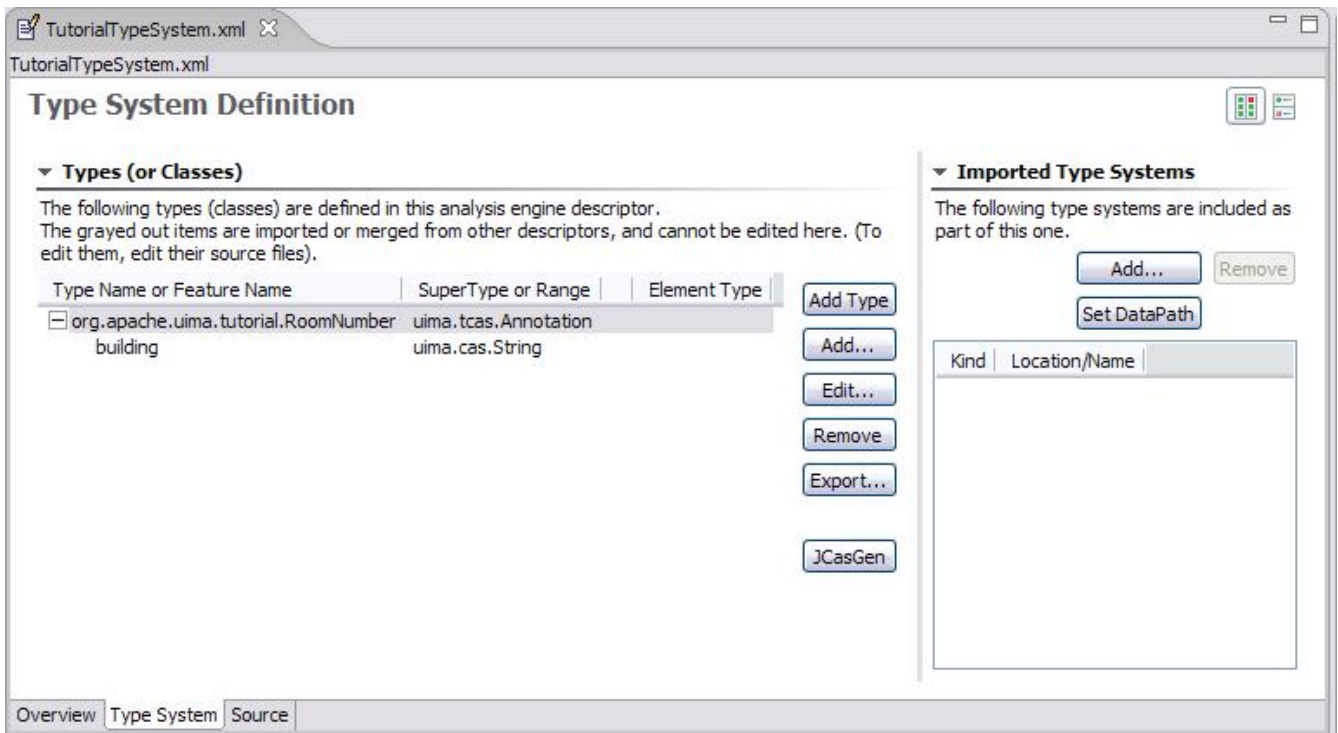 TutorialTypeSystem.xml
TutorialTypeSystem.xml
Type System Definition
Types (or Classes)
The following types (classes) are defined in this analysis engine descriptor.
The grayed out items are imported or merged from other descriptors, and cannot be edited here. (To
edit them, edit their source files).
Type Name or Feature Name SuperType or Range Element Type
org.apache.uima.tutorial.RoomNumber uima.tcas.Annotation
building uima.cas.String
Add Type
Add...
Edit...
Remove
Export...
JCasGen
Imported Type Systems
The following type systems are included as
part of this one.
Add... Remove
Set DataPath
Kind Location/Name
Overview Type System Source